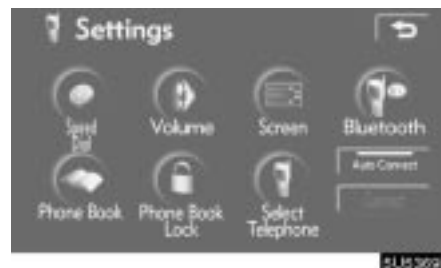 Settings
Speed
Dial
Volume
Screen
Bluetooth
Auto Connect
Phone Book
Phone Book
Lock
Select
Telephone